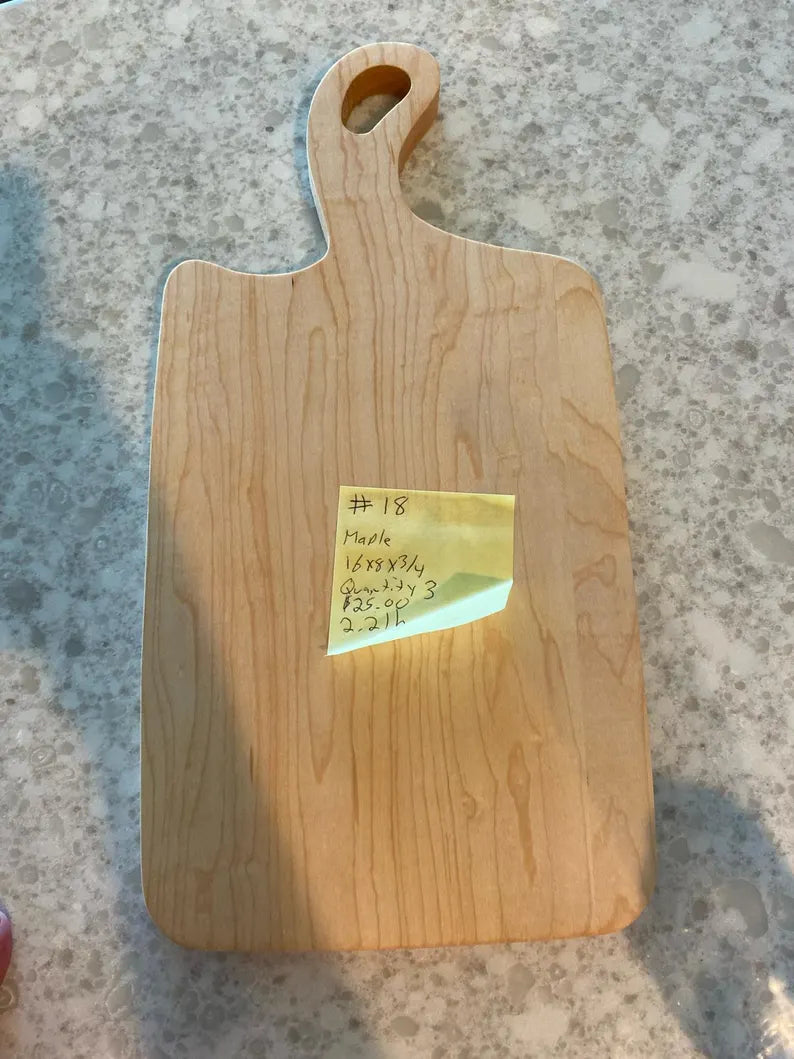 # 18
Maple
16x8x3/4
Quantity 3
$25.00
2.2lb